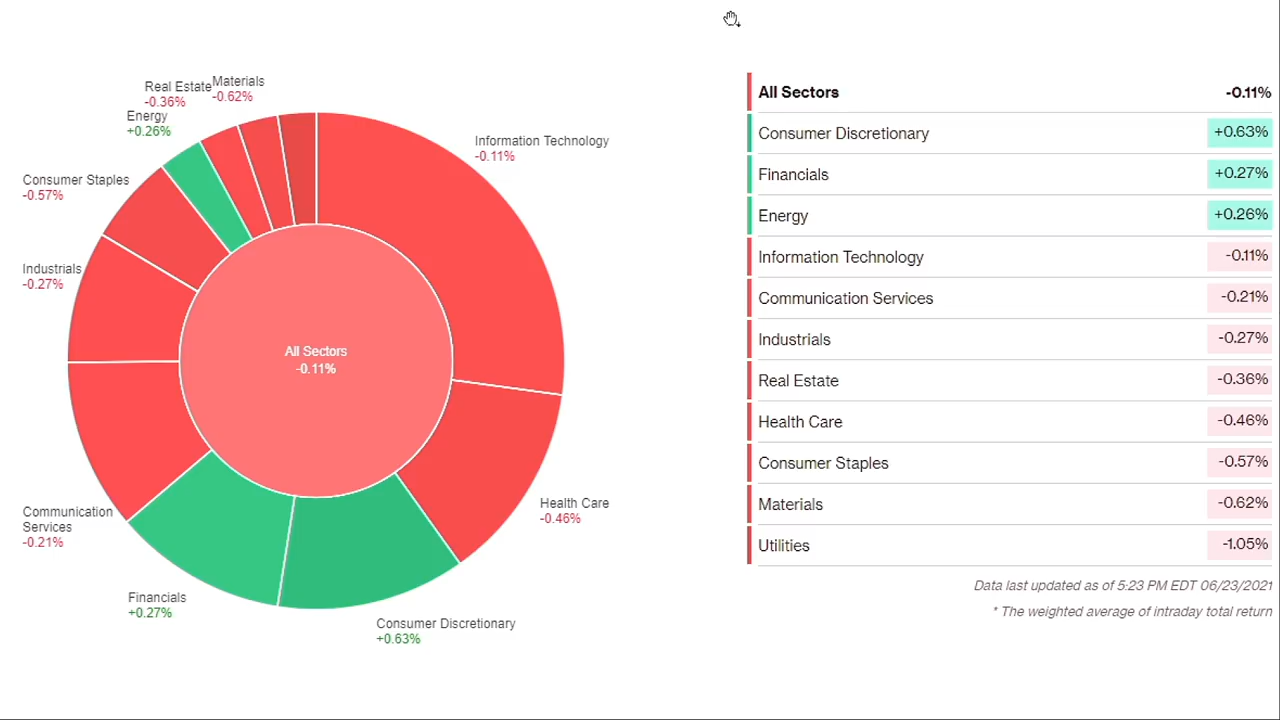 Real Estate
-0.36%
Materials
-0.62%
Energy
+0.26%
Information Technology
-0.11%
Consumer Staples
-0.57%
Industrials
-0.27%
All Sectors
-0.11%
Communication
Services
-0.21%
Health Care
-0.46%
Financials
+0.27%
Consumer Discretionary
+0.63%
All Sectors -0.11%
Consumer Discretionary +0.63%
Financials +0.27%
Energy +0.26%
Information Technology -0.11%
Communication Services -0.21%
Industrials -0.27%
Real Estate -0.36%
Health Care -0.46%
Consumer Staples -0.57%
Materials -0.62%
Utilities -1.05%
Data last updated as of 5:23 PM EDT 06/23/2021
* The weighted average of intraday total return